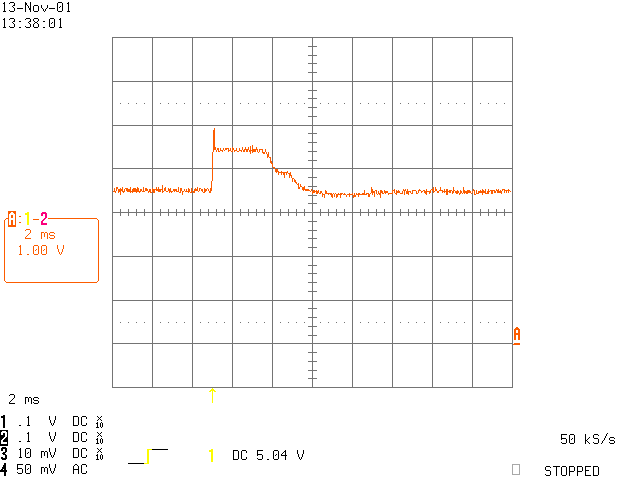 13-Nov-01
13:38:01
A:1-2
2 ms
1.00 V
A
2 ms
1 .1 V DC x10
2 .1 V DC x10
3 10 mV DC x10
4 50 mV AC
1 DC 5.04 V
50 kS/s
STOPPED